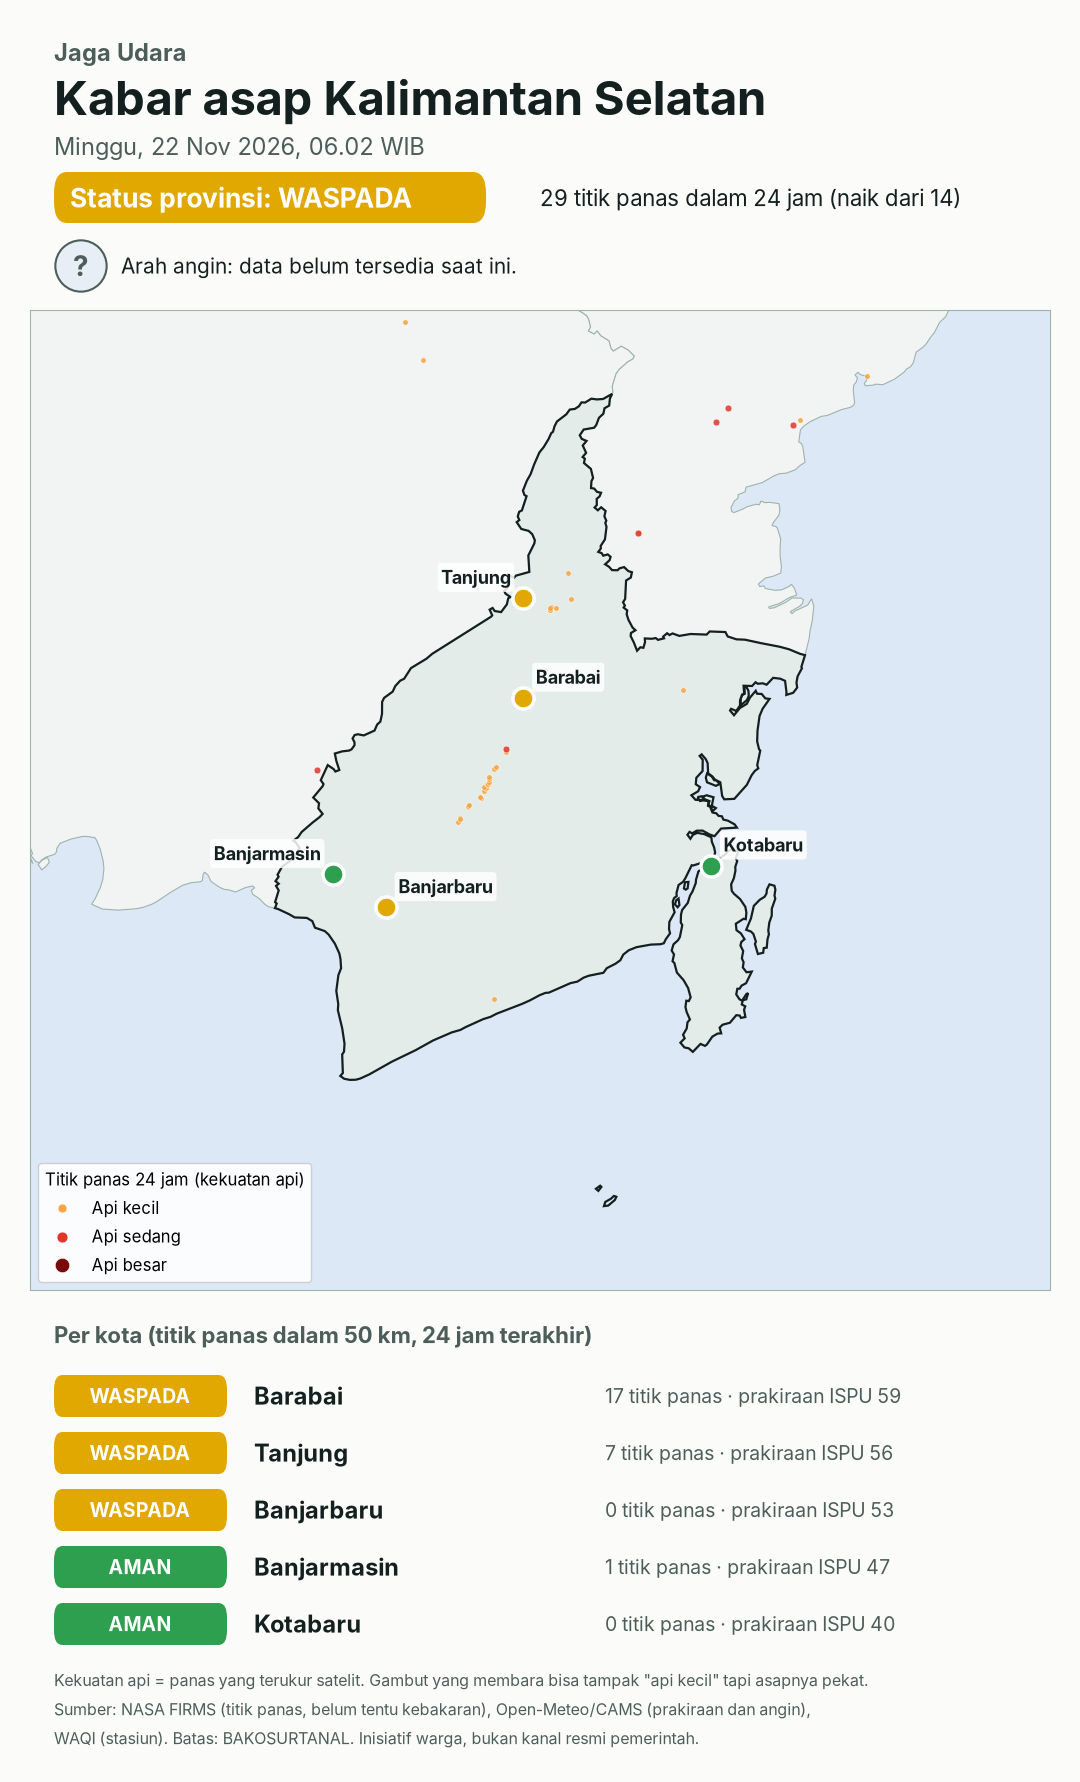 Jaga Udara
Kabar asap Kalimantan Selatan
Minggu, 22 Nov 2026, 06.02 WIB
Status provinsi: WASPADA
29 titik panas dalam 24 jam (naik dari 14)
?
Arah angin: data belum tersedia saat ini.
Tanjung
Barabai
Banjarmasin
Kotabaru
Banjarbaru
Titik panas 24 jam (kekuatan api)
Api kecil
Api sedang
Api besar
Per kota (titik panas dalam 50 km, 24 jam terakhir)
WASPADA Barabai 17 titik panas · prakiraan ISPU 59
WASPADA Tanjung 7 titik panas · prakiraan ISPU 56
WASPADA Banjarbaru 0 titik panas · prakiraan ISPU 53
AMAN Banjarmasin 1 titik panas · prakiraan ISPU 47
AMAN Kotabaru 0 titik panas · prakiraan ISPU 40
Kekuatan api = panas yang terukur satelit. Gambut yang membara bisa tampak "api kecil" tapi asapnya pekat.
Sumber: NASA FIRMS (titik panas, belum tentu kebakaran), Open-Meteo/CAMS (prakiraan dan angin),
WAQI (stasiun). Batas: BAKOSURTANAL. Inisiatif warga, bukan kanal resmi pemerintah.